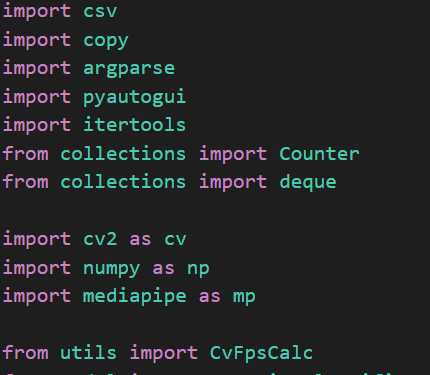 import csv
import copy
import argparse
import pyautogui
import itertools
from collections import Counter
from collections import deque
import cv2 as cv
import numpy as np
import mediapipe as mp
from utils import CvFpsCalc